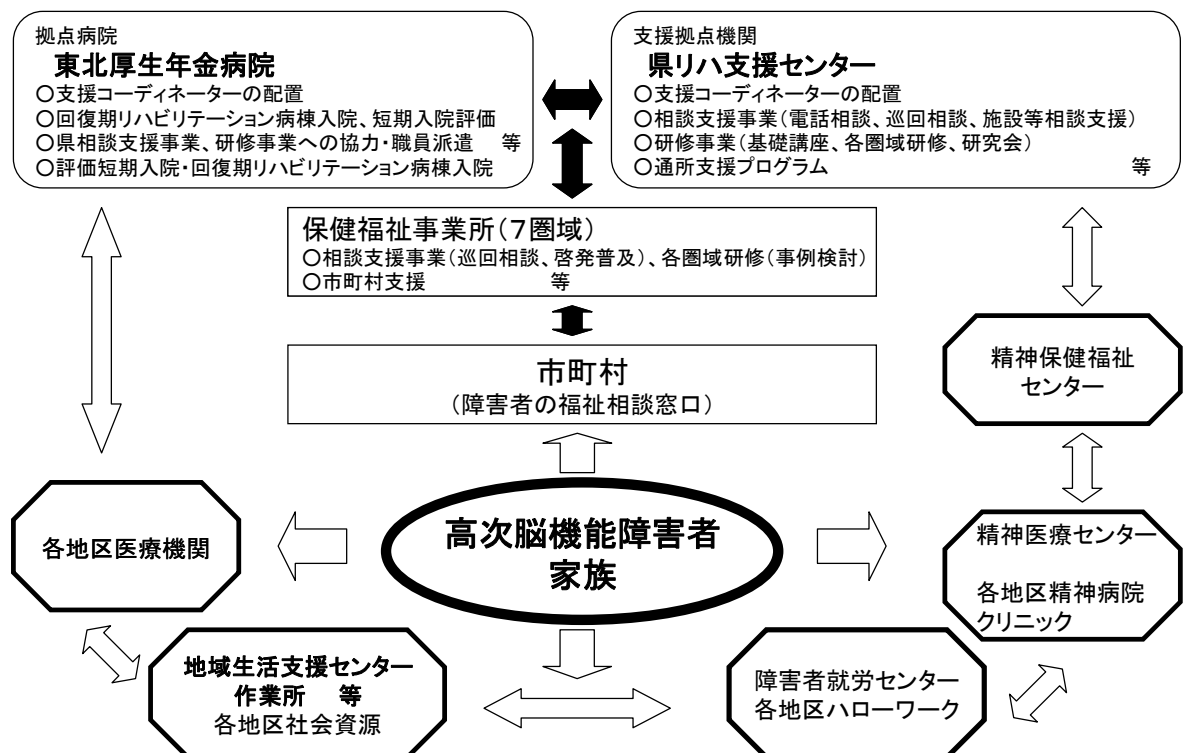 拠点病院
東北厚生年金病院
○支援コーディネーターの配置
○回復期リハビリテーション病棟入院、短期入院評価
○県相談支援事業、研修事業への協力・職員派遣　等
○評価短期入院・回復期リハビリテーション病棟入院
支援拠点機関
県リハ支援センター
○支援コーディネーターの配置
○相談支援事業(電話相談、巡回相談、施設等相談支援)
○研修事業(基礎講座、各圏域研修、研究会)
○通所支援プログラム　等
保健福祉事業所(７圏域)
○相談支援事業(巡回相談、啓発普及)、各圏域研修(事例検討)
○市町村支援　等
市町村
(障害者の福祉相談窓口)
精神保健福祉
センター
高次脳機能障害者
家族
各地区医療機関
精神医療センター
各地区精神病院
クリニック
地域生活支援センター
作業所　等
各地区社会資源
障害者就労センター
各地区ハローワーク